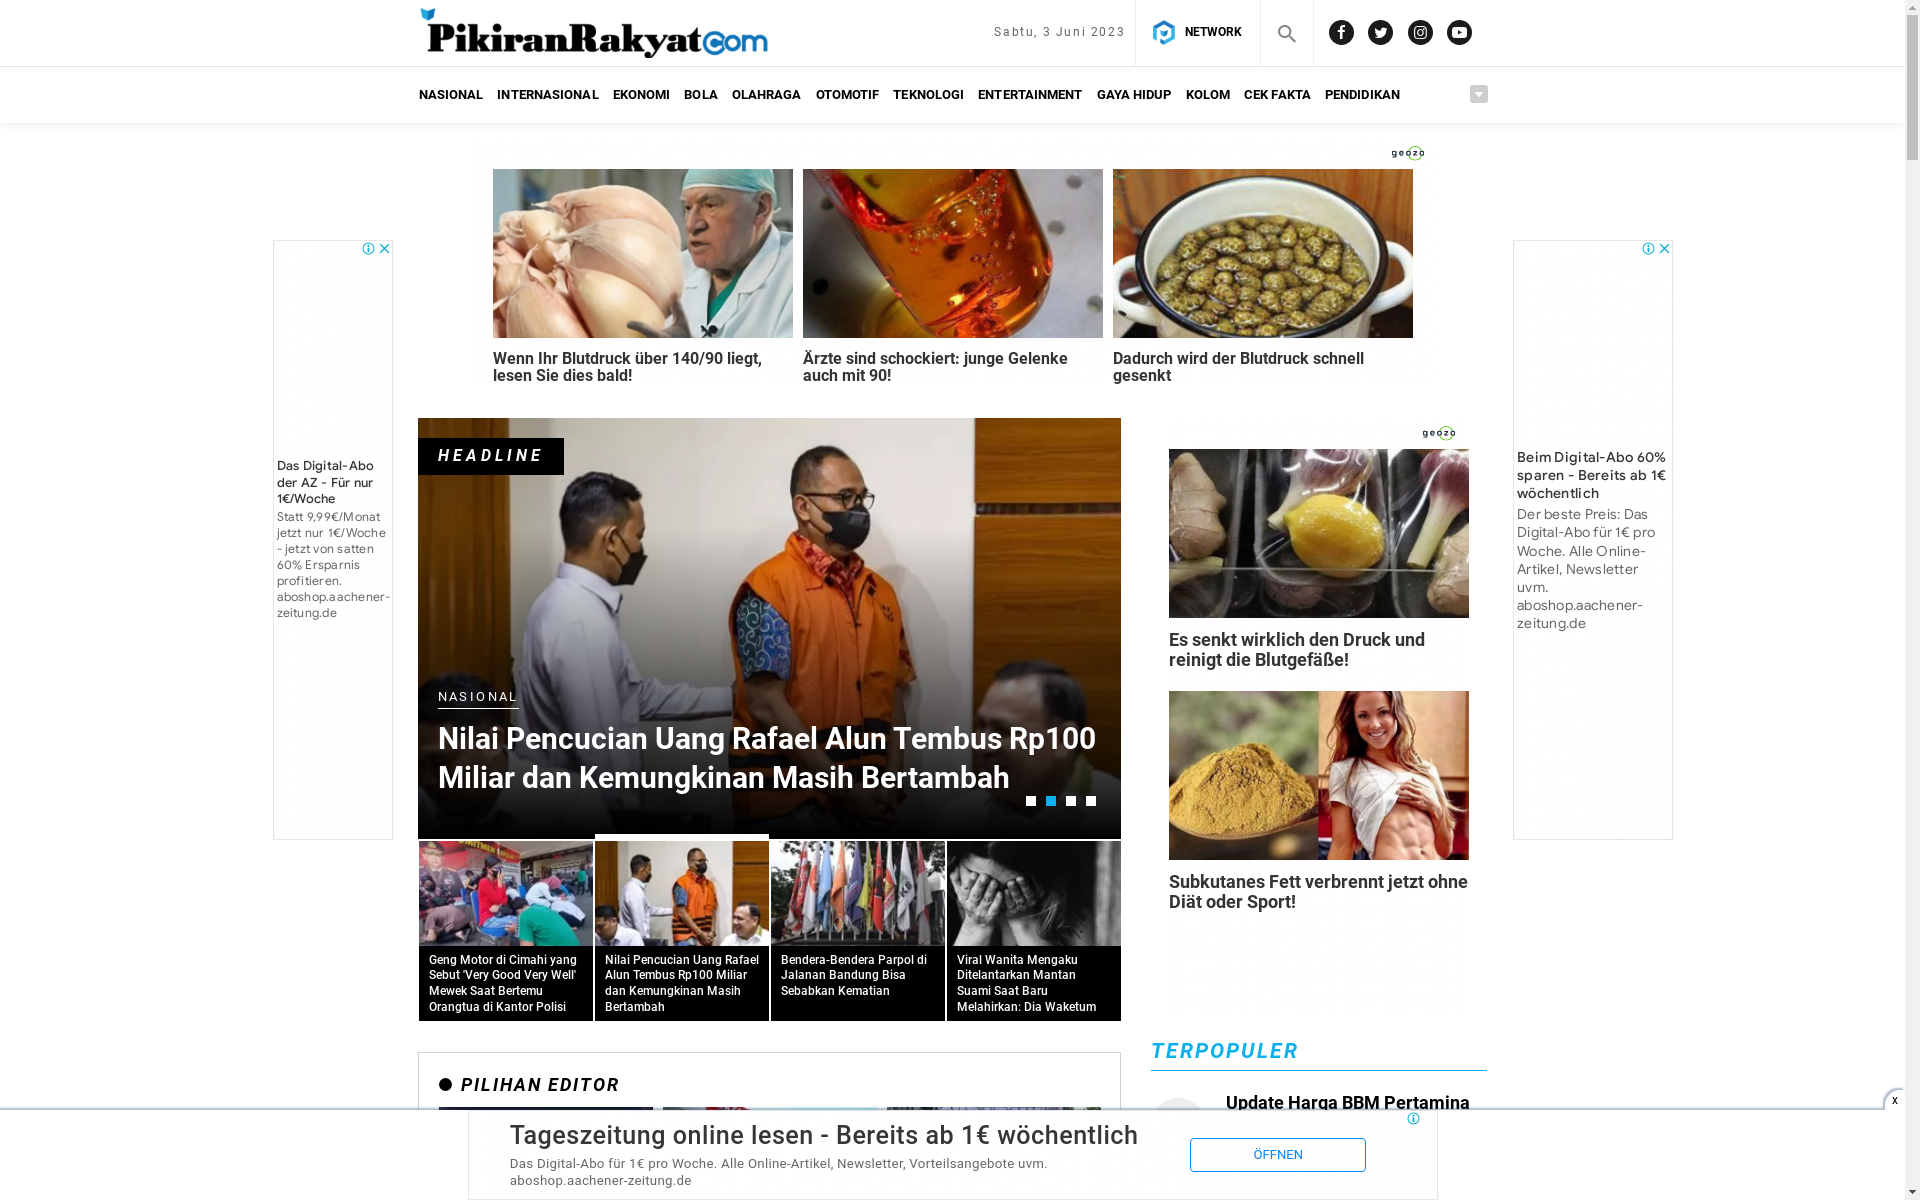 PikiranRakyatcom
Sabtu, 3 Juni 2023
NETWORK
NASIONAL INTERNASIONAL EKONOMI BOLA OLAHRAGA OTOMOTIF TEKNOLOGI ENTERTAINMENT GAYA HIDUP KOLOM CEK FAKTA PENDIDIKAN
geozo
Wenn Ihr Blutdruck über 140/90 liegt,
lesen Sie dies bald!
Ärzte sind schockiert: junge Gelenke
auch mit 90!
Dadurch wird der Blutdruck schnell
gesenkt
Das Digital-Abo
der AZ - Für nur
1€/Woche
Statt 9,99€/Monat
jetzt nur 1€/Woche
- jetzt von satten
60% Ersparnis
profitieren.
aboshop.aachener-
zeitung.de
HEADLINE
NASIONAL
Nilai Pencucian Uang Rafael Alun Tembus Rp100
Miliar dan Kemungkinan Masih Bertambah
Geng Motor di Cimahi yang
Sebut 'Very Good Very Well'
Mewek Saat Bertemu
Orangtua di Kantor Polisi
Nilai Pencucian Uang Rafael
Alun Tembus Rp100 Miliar
dan Kemungkinan Masih
Bertambah
Bendera-Bendera Parpol di
Jalanan Bandung Bisa
Sebabkan Kematian
Viral Wanita Mengaku
Ditelantarkan Mantan
Suami Saat Baru
Melahirkan: Dia Waketum
geozo
Es senkt wirklich den Druck und
reinigt die Blutgefäße!
Subkutanes Fett verbrennt jetzt ohne
Diät oder Sport!
Beim Digital-Abo 60%
sparen - Bereits ab 1€
wöchentlich
Der beste Preis: Das
Digital-Abo für 1€ pro
Woche. Alle Online-
Artikel, Newsletter
uvm.
aboshop.aachener-
zeitung.de
PILIHAN EDITOR
TERPOPULER
Update Harga BBM Pertamina
x
Tageszeitung online lesen - Bereits ab 1€ wöchentlich
Das Digital-Abo für 1€ pro Woche. Alle Online-Artikel, Newsletter, Vorteilsangebote uvm.
aboshop.aachener-zeitung.de
ÖFFNEN